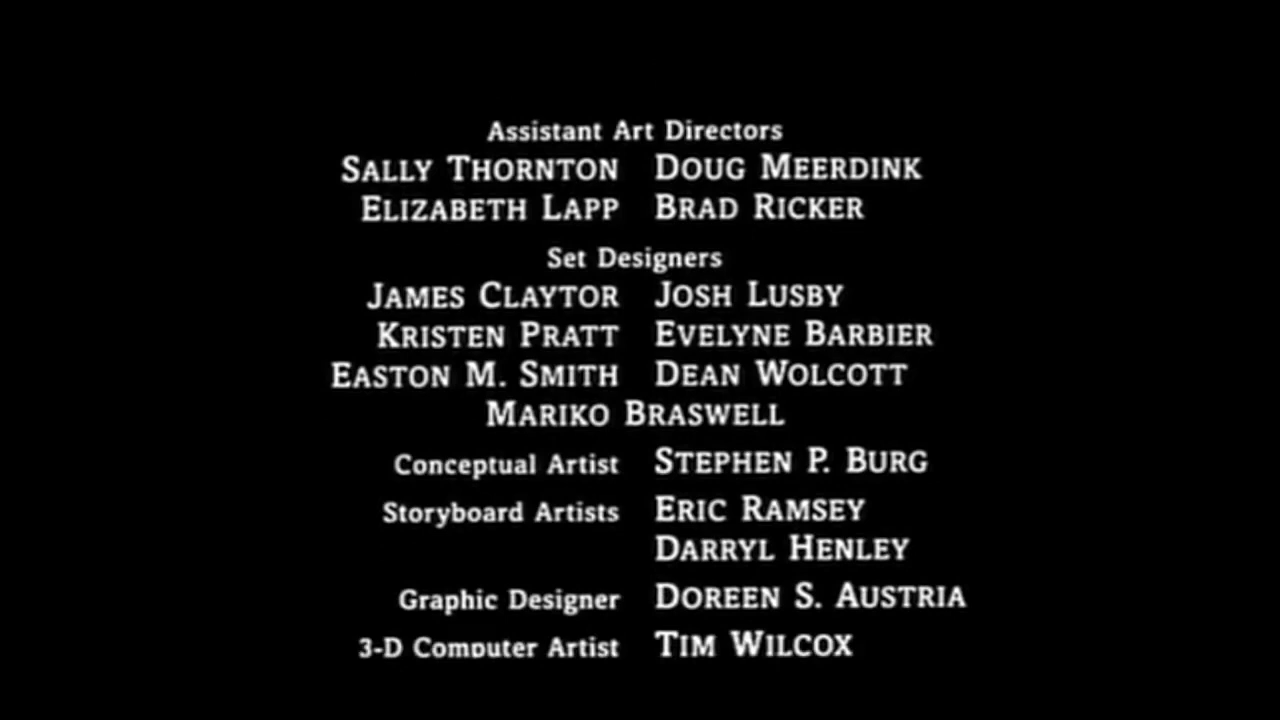 Assistant Art Directors
SALLY THORNTON DOUG MEERDINK
ELIZABETH LAPP BRAD RICKER
Set Designers
JAMES CLAYTOR JOSH LUSBY
KRISTEN PRATT EVELYNE BARBIER
EASTON M. SMITH DEAN WOLCOTT
MARIKO BRASWELL
Conceptual Artist STEPHEN P. BURG
Storyboard Artists ERIC RAMSEY
DARRYL HENLEY
Graphic Designer DOREEN S. AUSTRIA
3-D Computer Artist TIM WILCOX